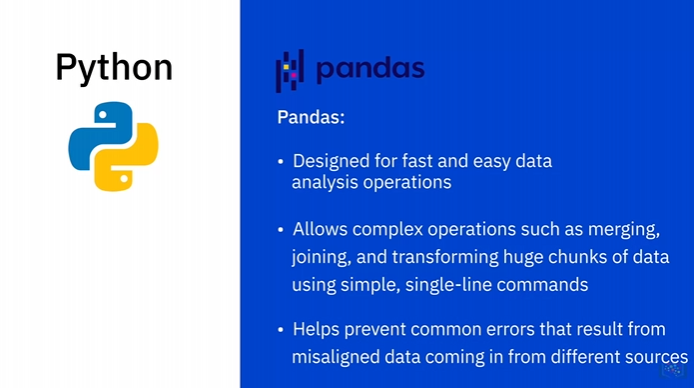 Python
pandas
Pandas:
• Designed for fast and easy data
analysis operations
• Allows complex operations such as merging,
joining, and transforming huge chunks of data
using simple, single-line commands
• Helps prevent common errors that result from
misaligned data coming in from different sources